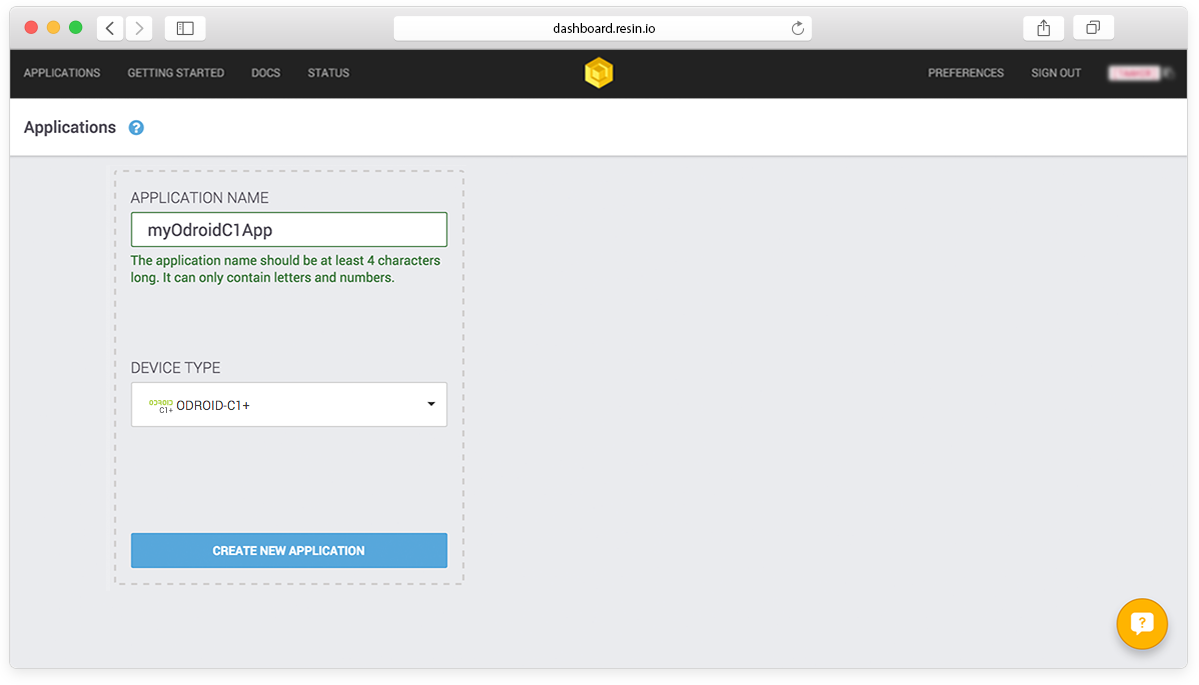 dashboard.resin.io
APPLICATIONS GETTING STARTED DOCS STATUS PREFERENCES SIGN OUT
Applications ?
APPLICATION NAME
myOdroidC1App
The application name should be at least 4 characters
long. It can only contain letters and numbers.
DEVICE TYPE
ODROID
C1+ ODROID-C1+
CREATE NEW APPLICATION
?